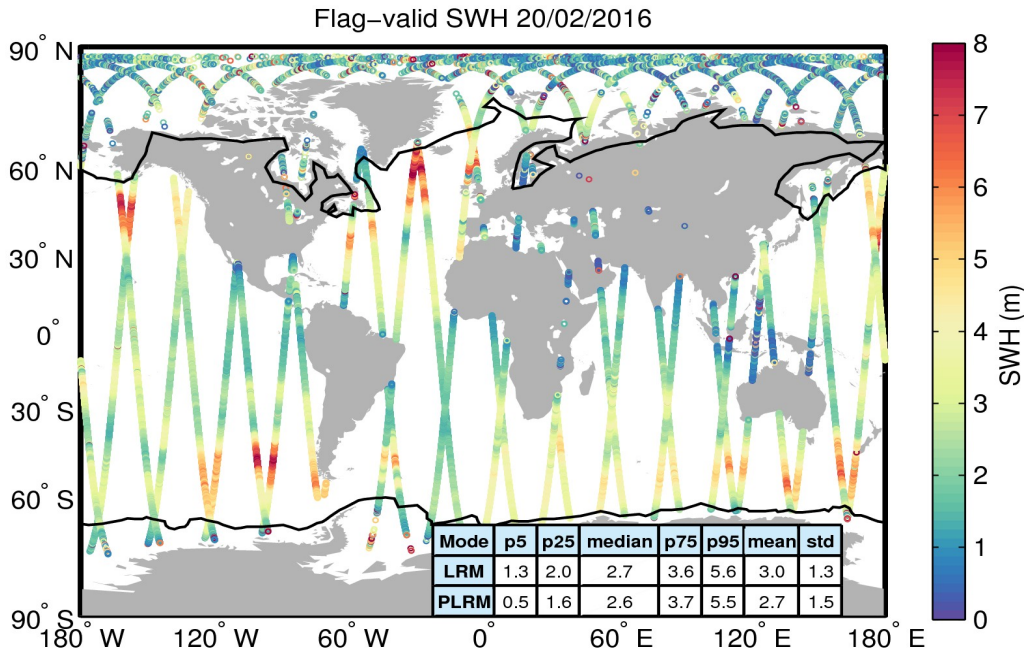 Flag−valid SWH 20/02/2016
90° N
60° N
30° N
0°
30° S
60° S
90° S
180° W
120° W
60° W
0°
60° E
120° E
180° E
8
7
6
5
4
3
2
1
0
SWH (m)
Mode p5 p25 median p75 p95 mean std
LRM 1.3 2.0 2.7 3.6 5.6 3.0 1.3
PLRM 0.5 1.6 2.6 3.7 5.5 2.7 1.5